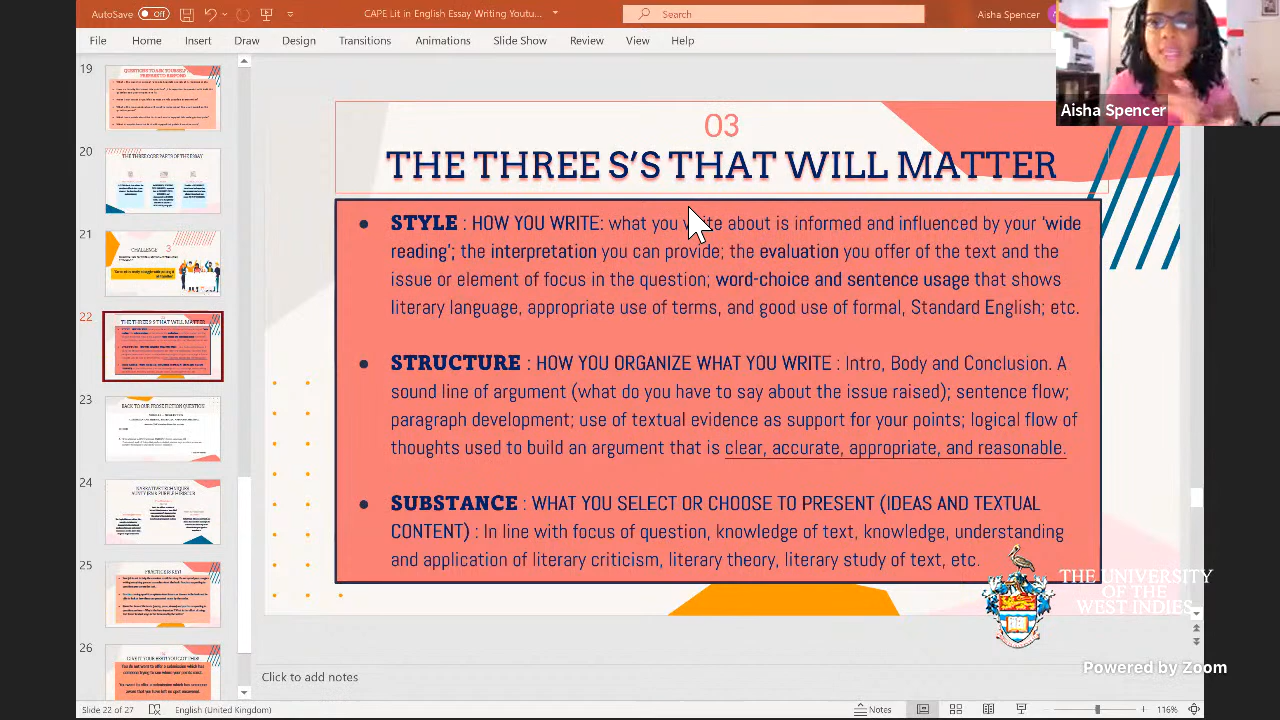 AutoSave
Off
CAPE Lit in English Essay Writing Youtu...
Search
Aisha Spencer
File
Home
Insert
Draw
Design
Transitions
Animations
Slide Show
Review
View
Help
Aisha Spencer
19
20
THE THREE CORE PARTS OF THE ESSAY
21
CHALLENGE
3
22
THE THREE S'S THAT WILL MATTER
23
BACK TO OUR PROSE FICTION QUESTION
24
NARRATIVE TECHNIQUES
25
PRACTICE IS KEY!
26
03
THE THREE S'S THAT WILL MATTER
● STYLE : HOW YOU WRITE: what you write about is informed and influenced by your 'wide
reading'; the interpretation you can provide; the evaluation you offer of the text and the
issue or element of focus in the question; word-choice and sentence usage that shows
literary language, appropriate use of terms, and good use of formal, Standard English; etc.
● STRUCTURE : HOW YOU ORGANIZE WHAT YOU WRITE : Intro, Body and Conclusion. A
sound line of argument (what do you have to say about the issue raised); sentence flow;
paragraph development; use of textual evidence as support for your points; logical flow of
thoughts used to build an argument that is clear, accurate, appropriate, and reasonable.
● SUBSTANCE : WHAT YOU SELECT OR CHOOSE TO PRESENT (IDEAS AND TEXTUAL
CONTENT) : In line with focus of question, knowledge of text, knowledge, understanding
and application of literary criticism, literary theory, literary study of text, etc.
THE UNIVERSITY
OF THE
WEST INDIES
Click to add n
Powered by Zoom
Slide 22 of 27
English (United Kingdom)
Notes
116%